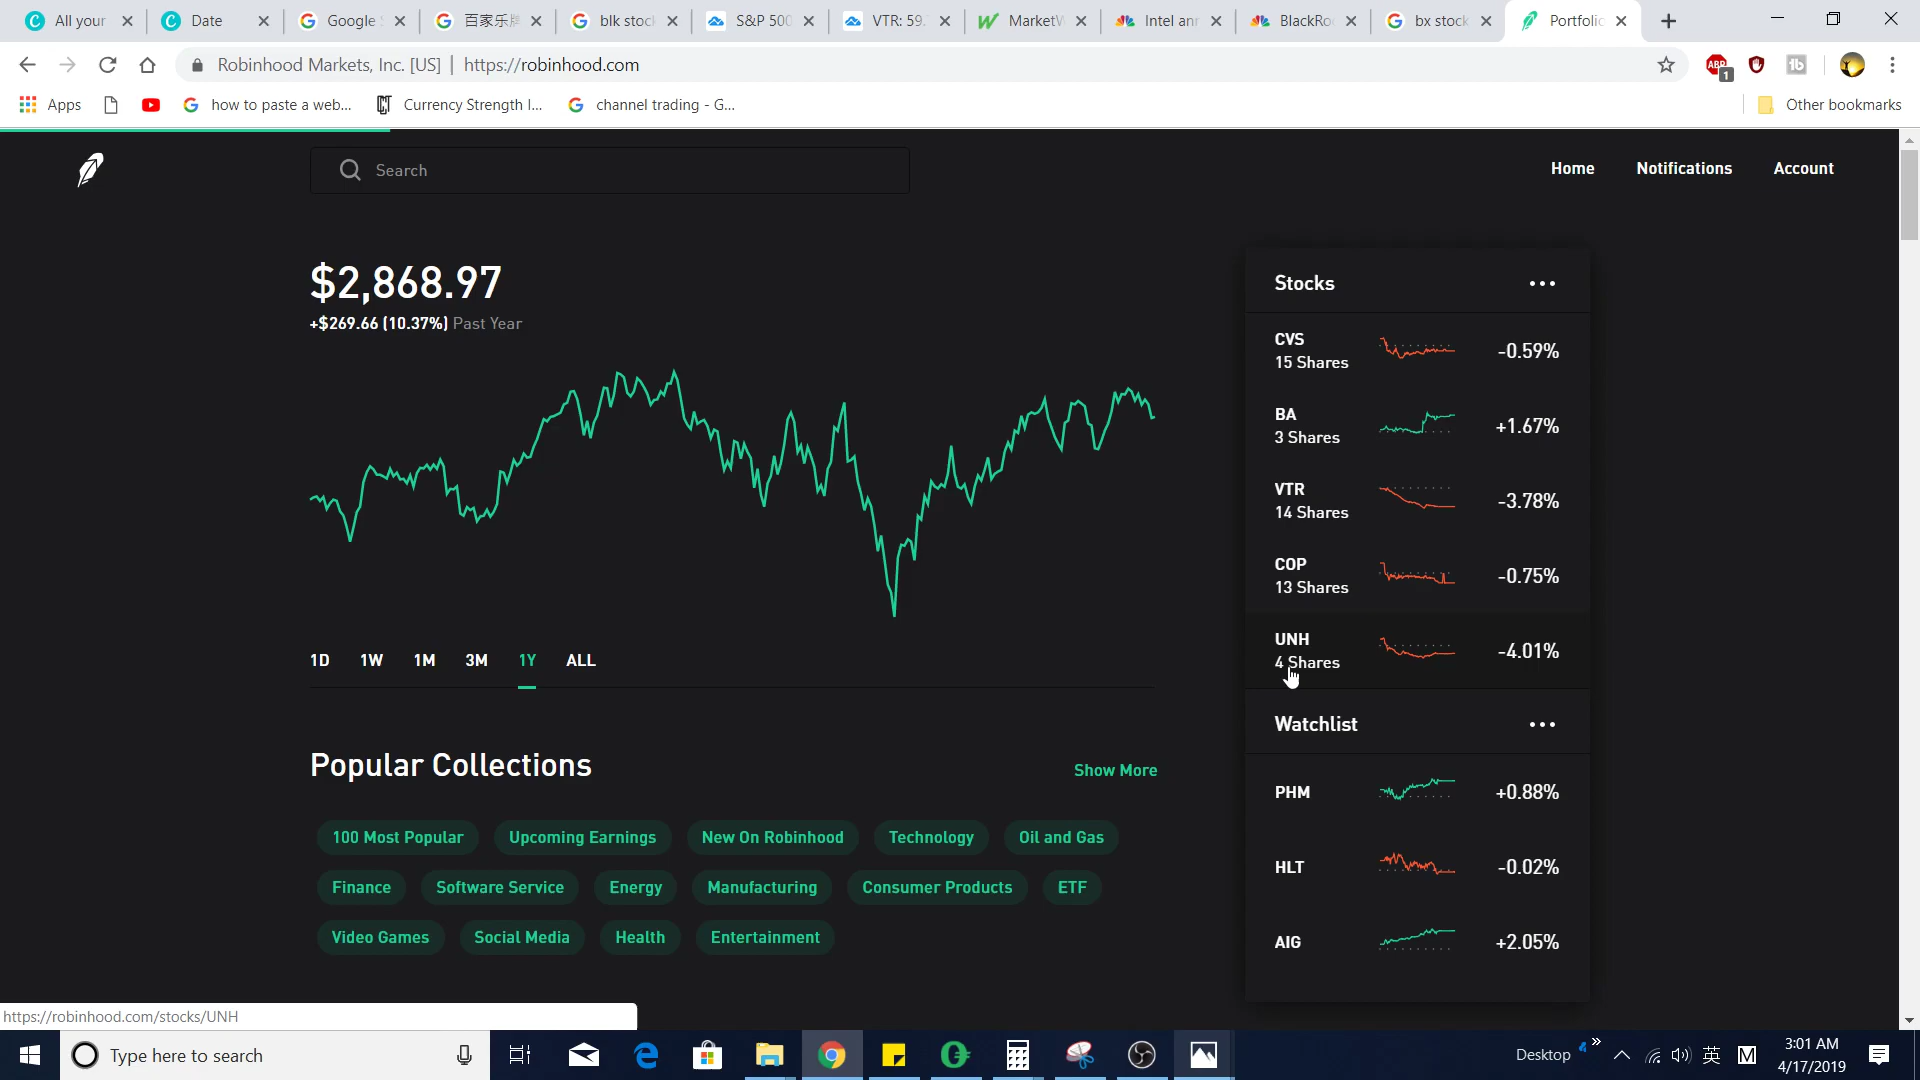 All your
Date
Google
百家乐
blk stoc
S&P 500
VTR: 59.
MarketW
Intel ann
BlackRo
bx stock
Portfolio
Robinhood Markets, Inc. [US] | https://robinhood.com
ABP 1
Apps
how to paste a web...
Currency Strength I...
channel trading - G...
Other bookmarks
Search
Home
Notifications
Account
$2,868.97
+$269.66 (10.37%) Past Year
1D 1W 1M 3M 1Y ALL
Popular Collections
Show More
100 Most Popular
Upcoming Earnings
New On Robinhood
Technology
Oil and Gas
Finance
Software Service
Energy
Manufacturing
Consumer Products
ETF
Video Games
Social Media
Health
Entertainment
Stocks
CVS
15 Shares
-0.59%
BA
3 Shares
+1.67%
VTR
14 Shares
-3.78%
COP
13 Shares
-0.75%
UNH
4 Shares
-4.01%
Watchlist
PHM
+0.88%
HLT
-0.02%
AIG
+2.05%
https://robinhood.com/stocks/UNH
Type here to search
Desktop
英
M
3:01 AM
4/17/2019